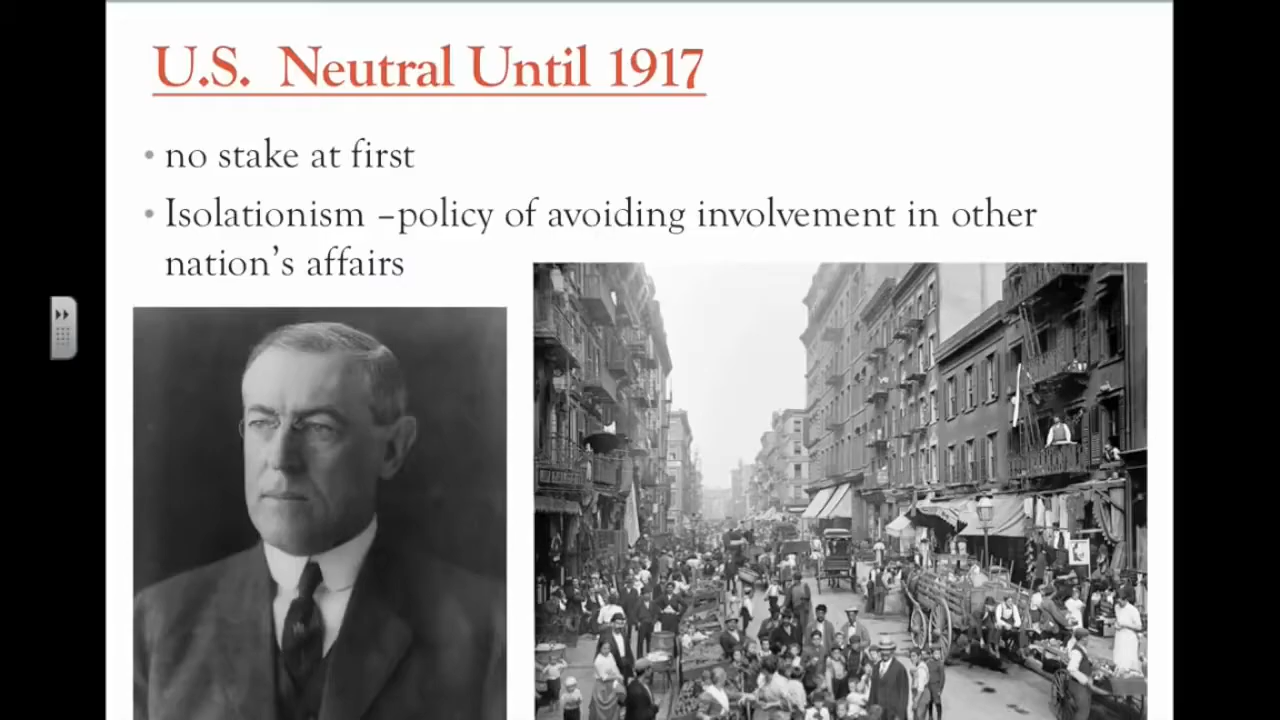 U.S. Neutral Until 1917
• no stake at first
• Isolationism –policy of avoiding involvement in other
nation's affairs